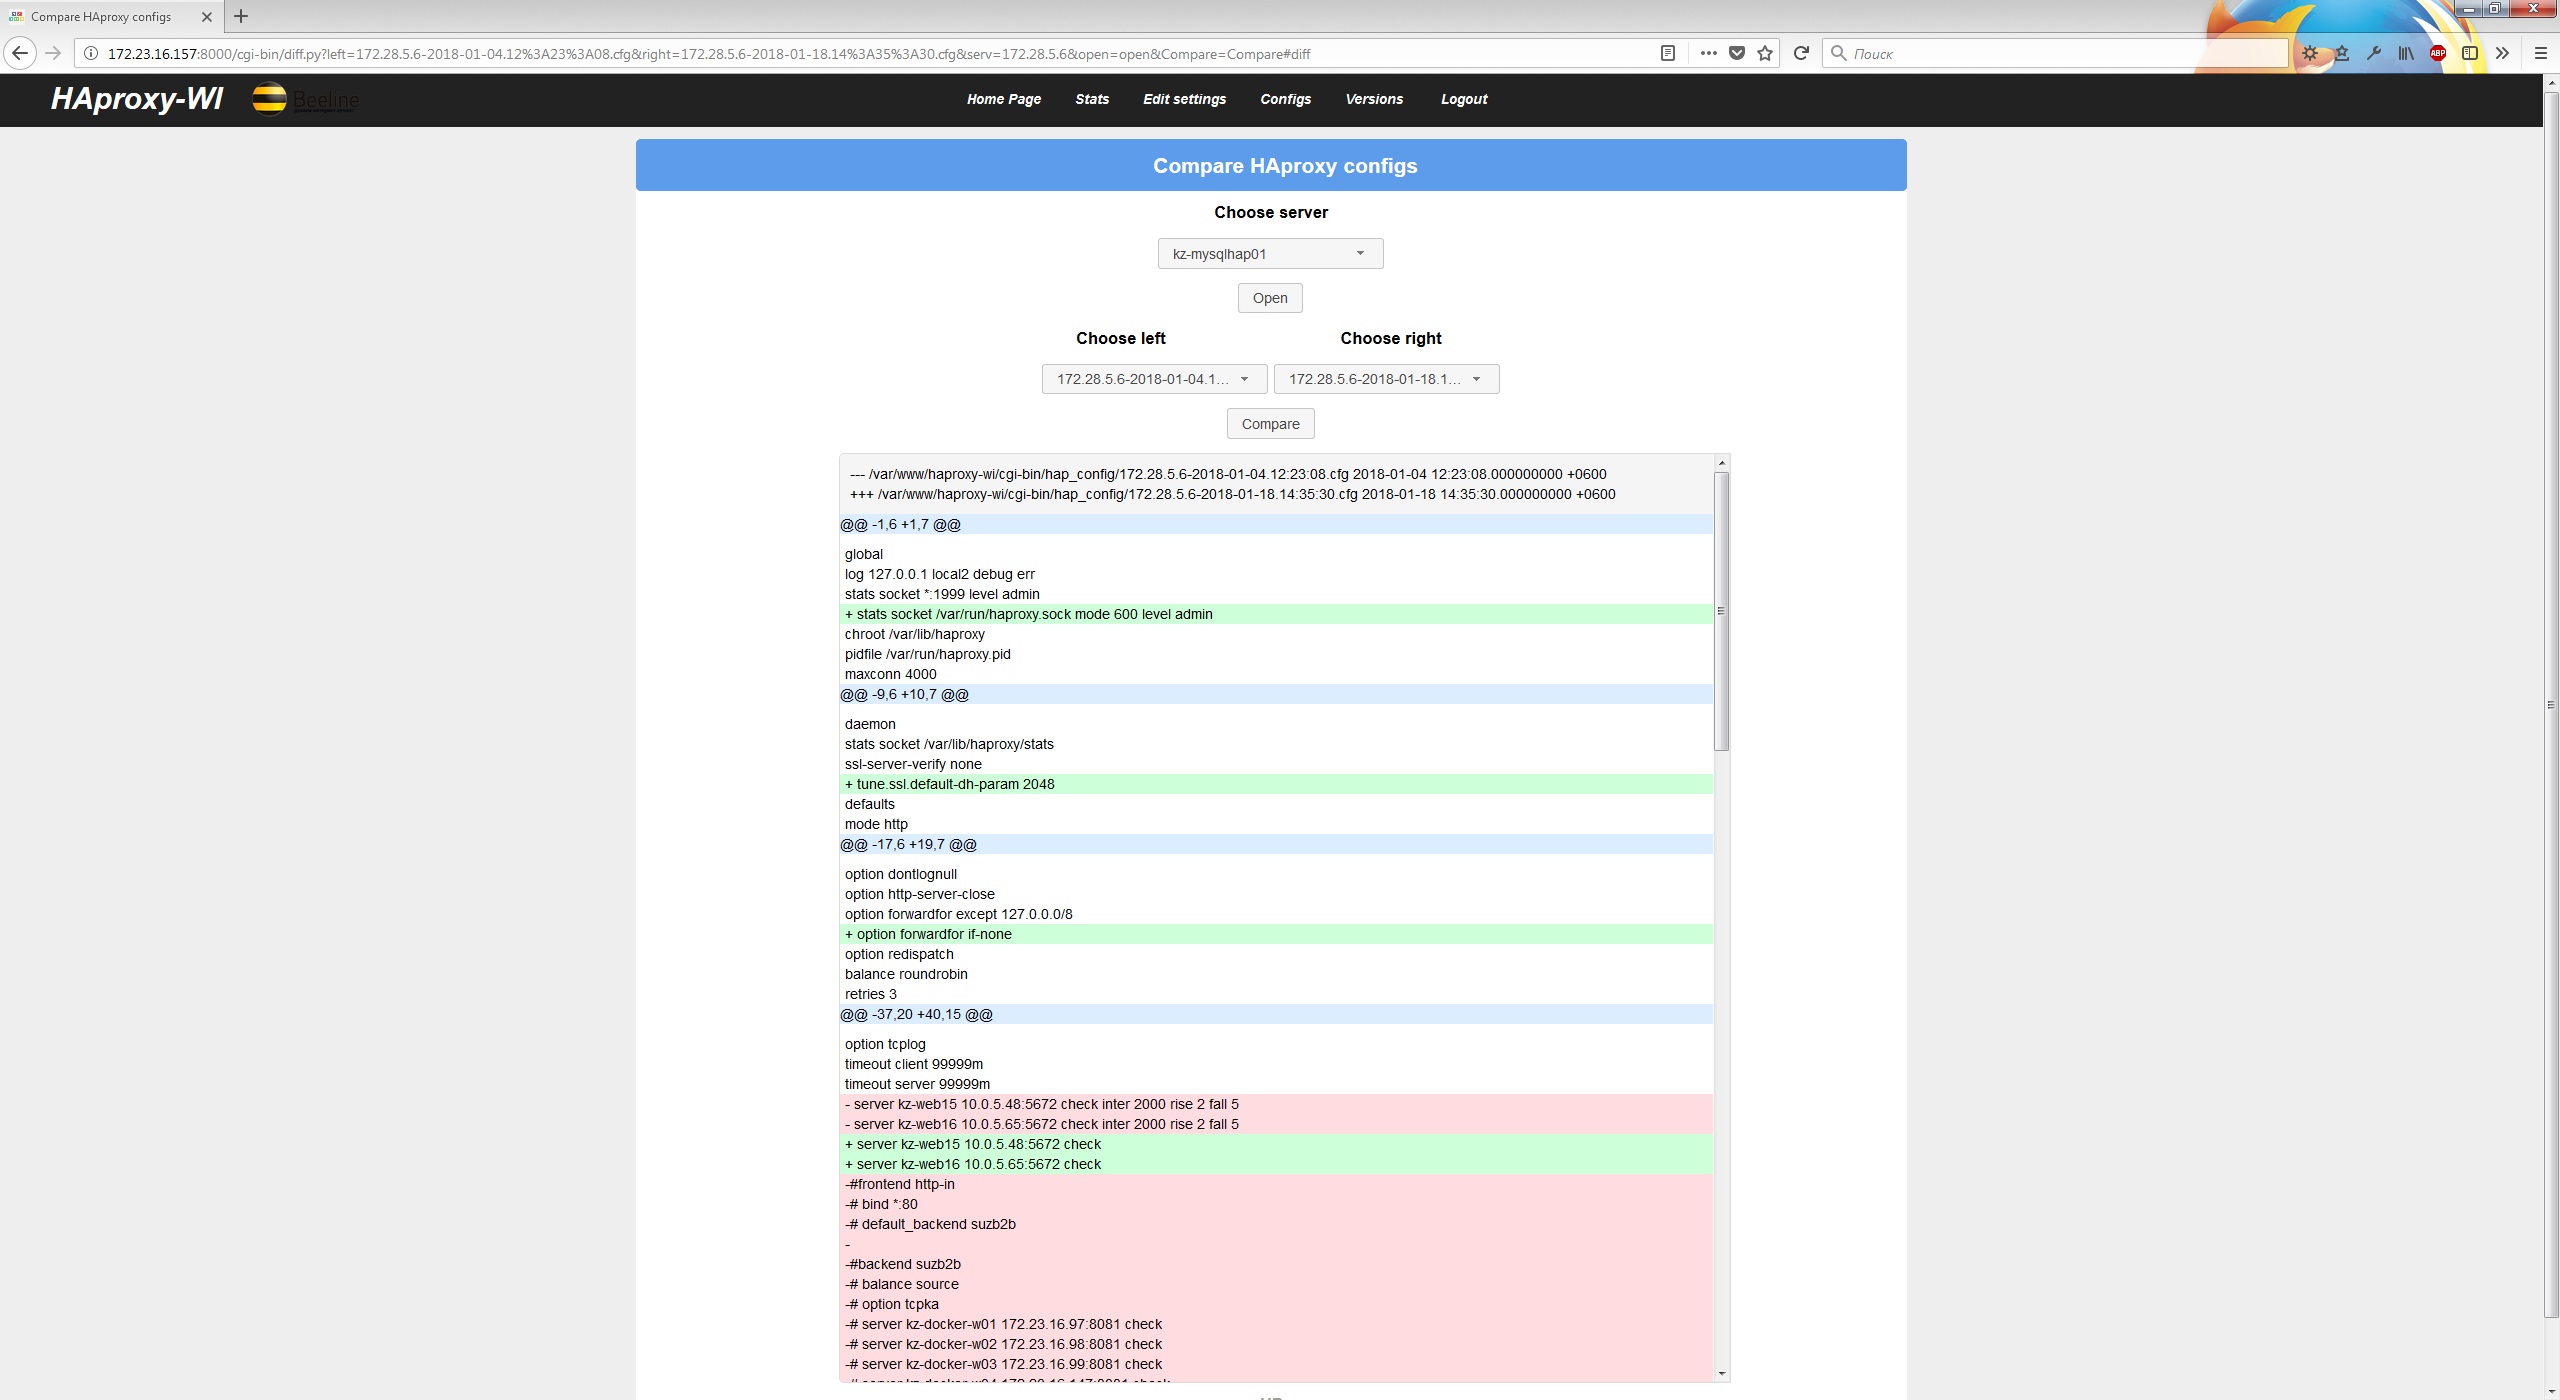 Compare HAproxy configs
172.23.16.157:8000/cgi-bin/diff.py?left=172.28.5.6-2018-01-04.12%3A23%3A08.cfg&right=172.28.5.6-2018-01-18.14%3A35%3A30.cfg&serv=172.28.5.6&open=open&Compare=Compare#diff
Поиск
ABP
HAproxy-WI
Beeline
Home Page Stats Edit settings Configs Versions Logout
Compare HAproxy configs
Choose server
kz-mysqlhap01
Open
Choose left Choose right
172.28.5.6-2018-01-04.1... 172.28.5.6-2018-01-18.1...
Compare
--- /var/www/haproxy-wi/cgi-bin/hap_config/172.28.5.6-2018-01-04.12:23:08.cfg 2018-01-04 12:23:08.000000000 +0600
+++ /var/www/haproxy-wi/cgi-bin/hap_config/172.28.5.6-2018-01-18.14:35:30.cfg 2018-01-18 14:35:30.000000000 +0600
@@ -1,6 +1,7 @@
global
log 127.0.0.1 local2 debug err
stats socket *:1999 level admin
+ stats socket /var/run/haproxy.sock mode 600 level admin
chroot /var/lib/haproxy
pidfile /var/run/haproxy.pid
maxconn 4000
@@ -9,6 +10,7 @@
daemon
stats socket /var/lib/haproxy/stats
ssl-server-verify none
+ tune.ssl.default-dh-param 2048
defaults
mode http
@@ -17,6 +19,7 @@
option dontlognull
option http-server-close
option forwardfor except 127.0.0.0/8
+ option forwardfor if-none
option redispatch
balance roundrobin
retries 3
@@ -37,20 +40,15 @@
option tcplog
timeout client 99999m
timeout server 99999m
- server kz-web15 10.0.5.48:5672 check inter 2000 rise 2 fall 5
- server kz-web16 10.0.5.65:5672 check inter 2000 rise 2 fall 5
+ server kz-web15 10.0.5.48:5672 check
+ server kz-web16 10.0.5.65:5672 check
-#frontend http-in
-# bind *:80
-# default_backend suzb2b
-
-#backend suzb2b
-# balance source
-# option tcpka
-# server kz-docker-w01 172.23.16.97:8081 check
-# server kz-docker-w02 172.23.16.98:8081 check
-# server kz-docker-w03 172.23.16.99:8081 check